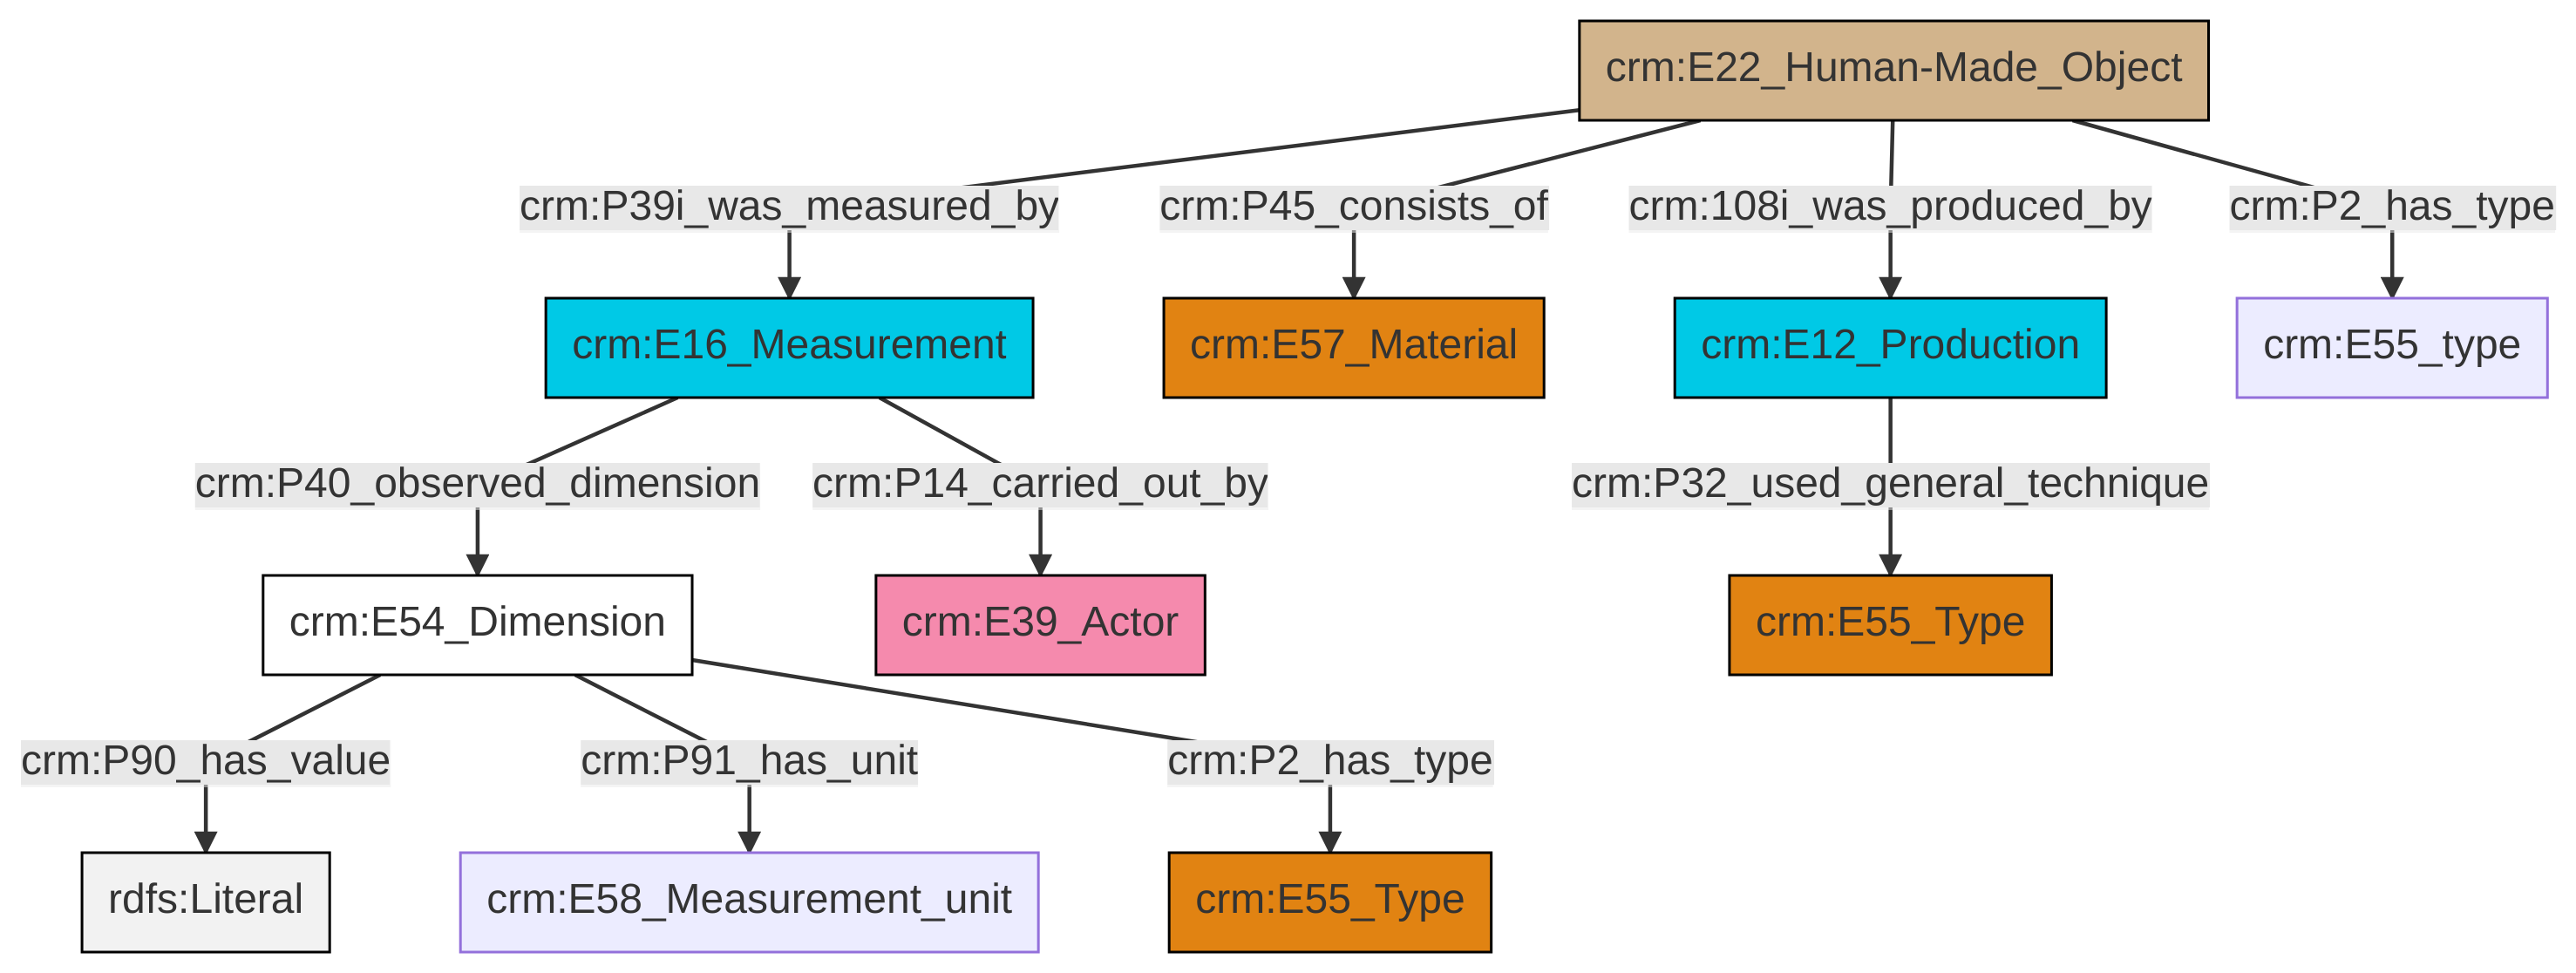 crm:E22_Human-Made_Object
crm:P39i_was_measured_by
crm:P45_consists_of
crm:108i_was_produced_by
crm:P2_has_type
crm:E16_Measurement
crm:E57_Material
crm:E12_Production
crm:E55_type
crm:P40_observed_dimension
crm:P14_carried_out_by
crm:P32_used_general_technique
crm:E54_Dimension
crm:E39_Actor
crm:E55_Type
crm:P90_has_value
crm:P91_has_unit
crm:P2_has_type
rdfs:Literal
crm:E58_Measurement_unit
crm:E55_Type